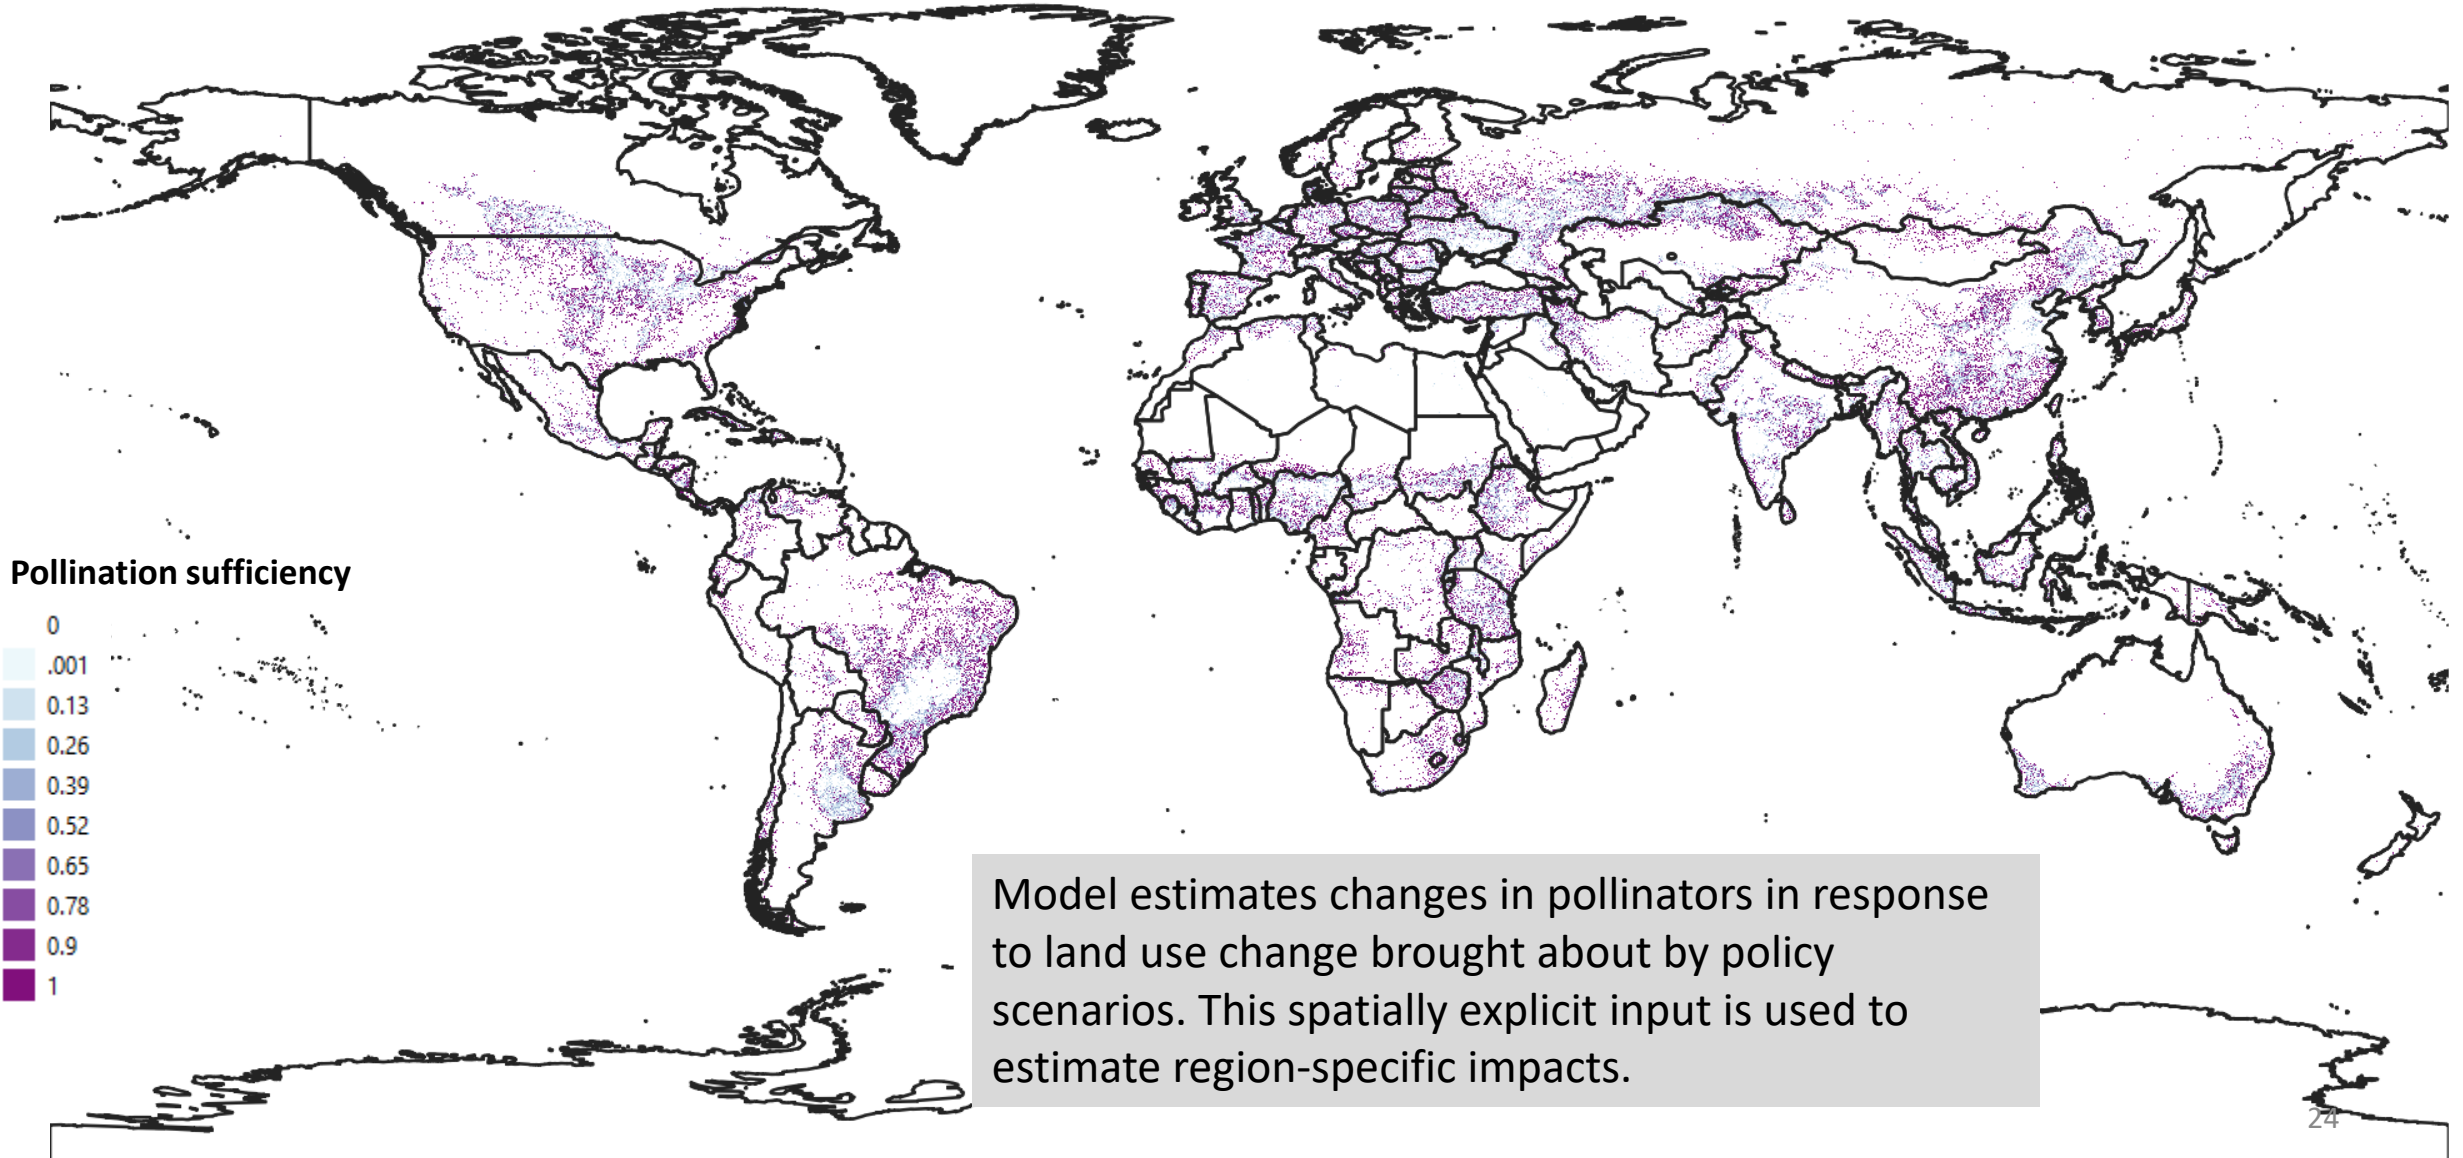 Pollination sufficiency
0
.001
0.13
0.26
0.39
0.52
0.65
0.78
0.9
1
Model estimates changes in pollinators in response
to land use change brought about by policy
scenarios. This spatially explicit input is used to
estimate region-specific impacts.
24